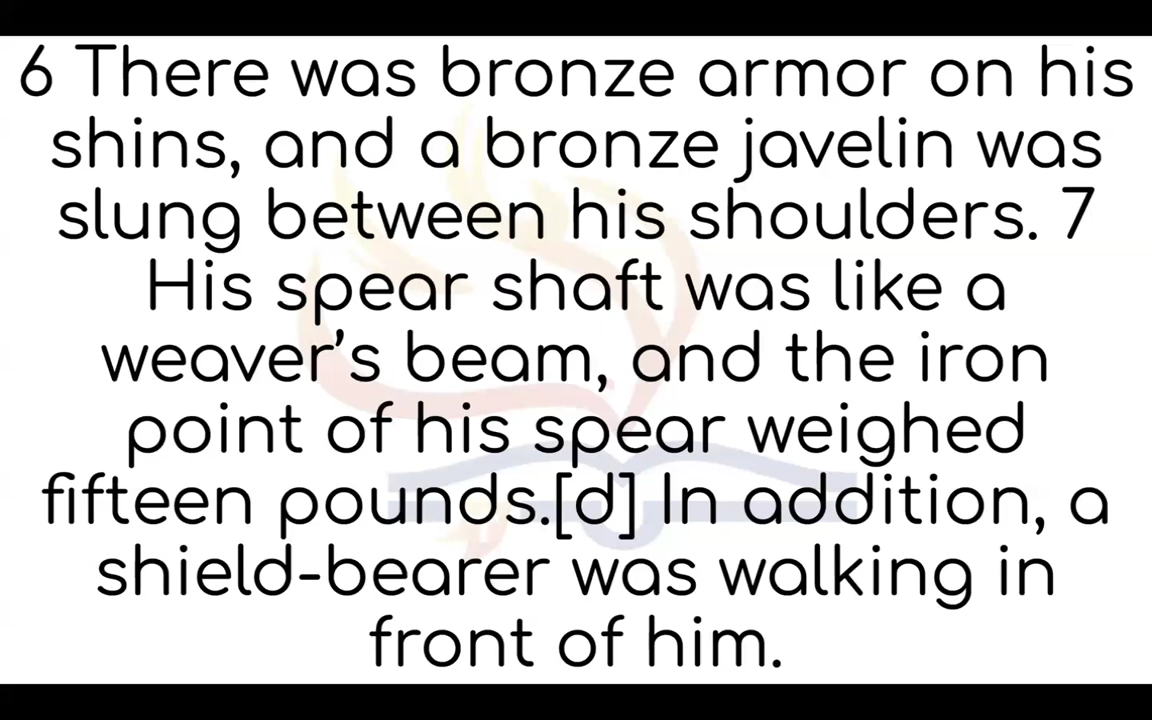 6 There was bronze armor on his
shins, and a bronze javelin was
slung between his shoulders. 7
His spear shaft was like a
weaver’s beam, and the iron
point of his spear weighed
fifteen pounds.[d] In addition, a
shield-bearer was walking in
front of him.